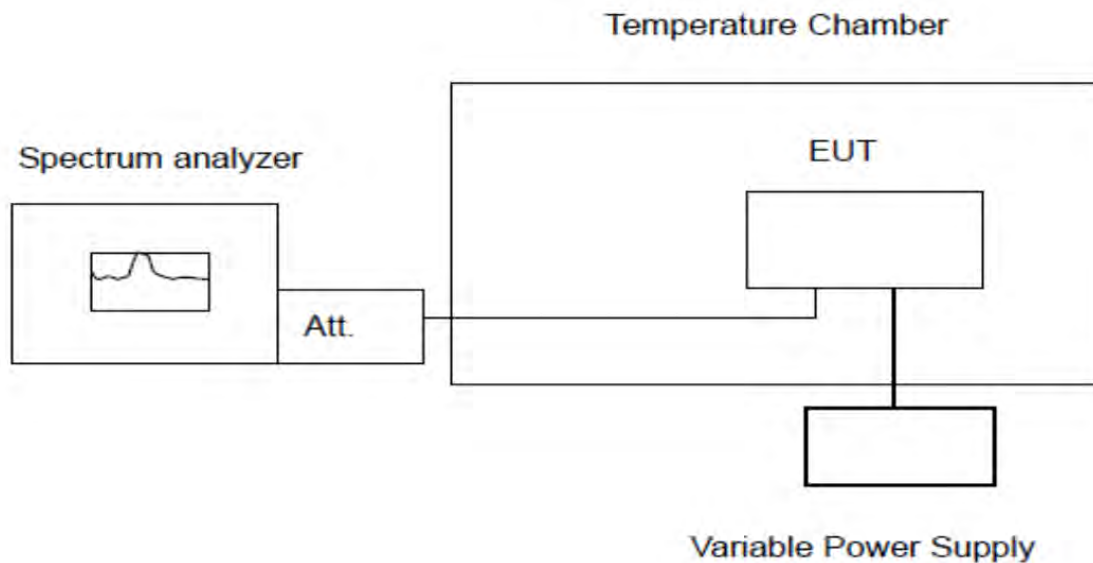 Temperature Chamber
Spectrum analyzer
EUT
Att.
Variable Power Supply